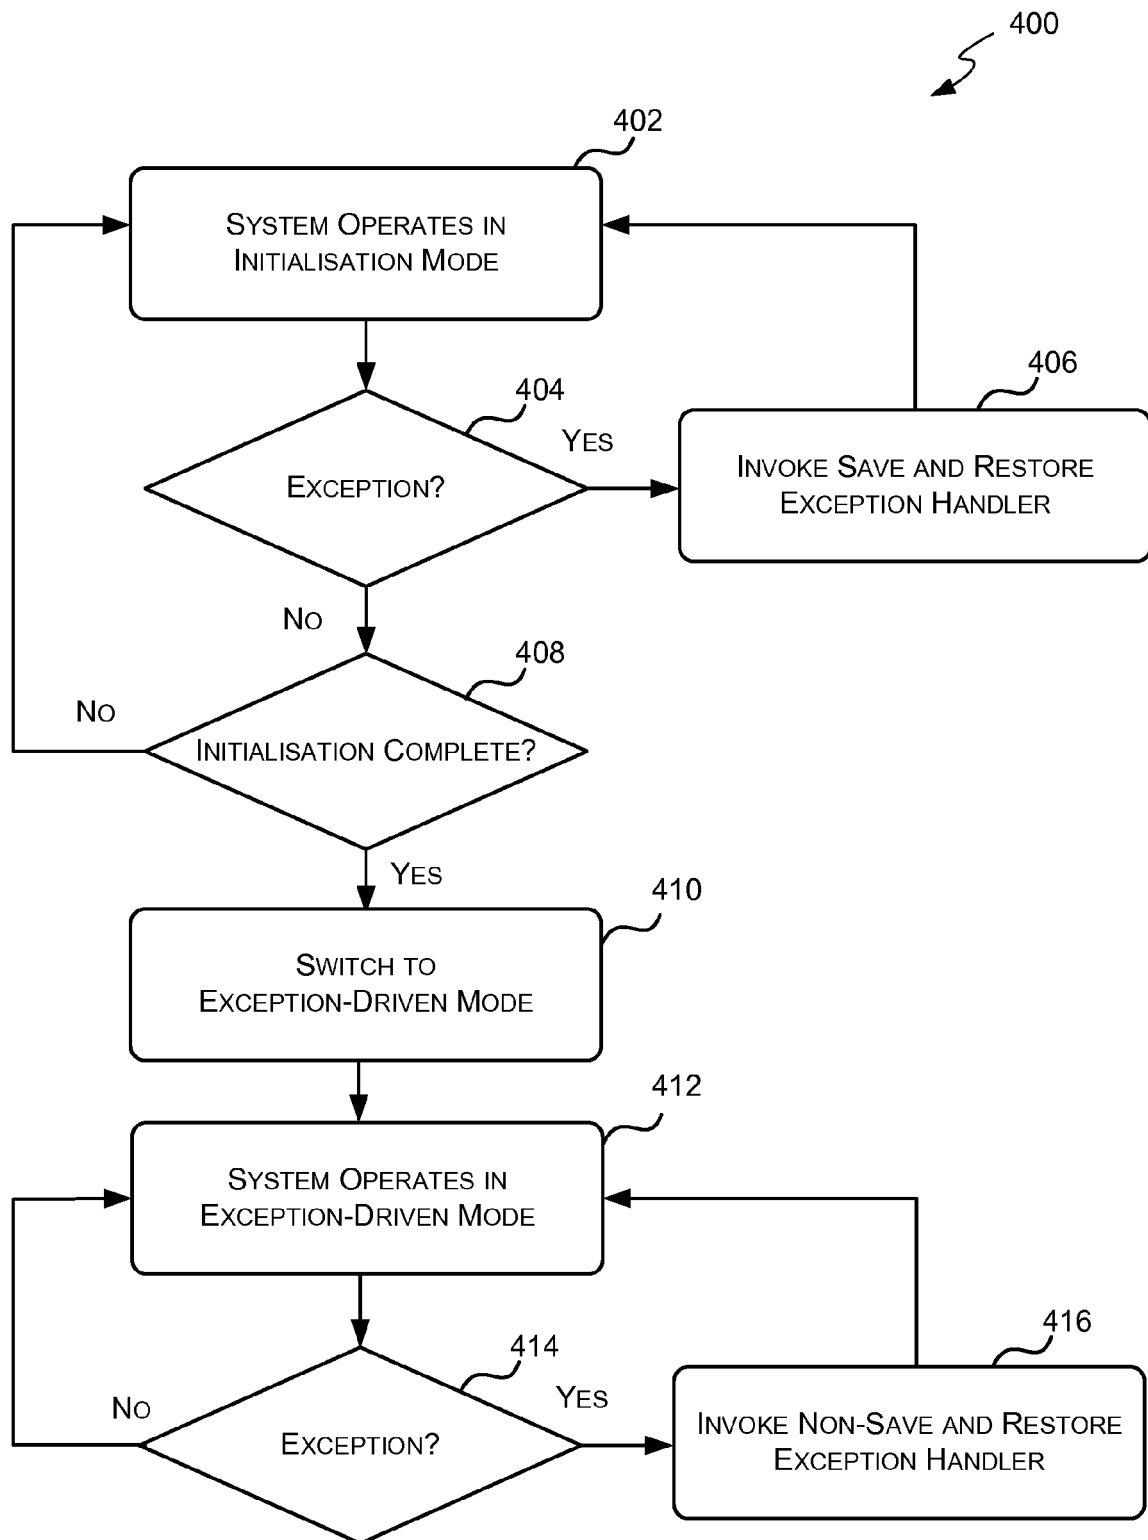 400
402
System Operates in
Initialisation Mode
404
406
Yes
Exception?
Invoke Save and Restore
Exception Handler
No
408
No
Initialisation Complete?
Yes
410
Switch to
Exception-Driven Mode
412
System Operates in
Exception-Driven Mode
414
416
No
Yes
Exception?
Invoke Non-Save and Restore
Exception Handler